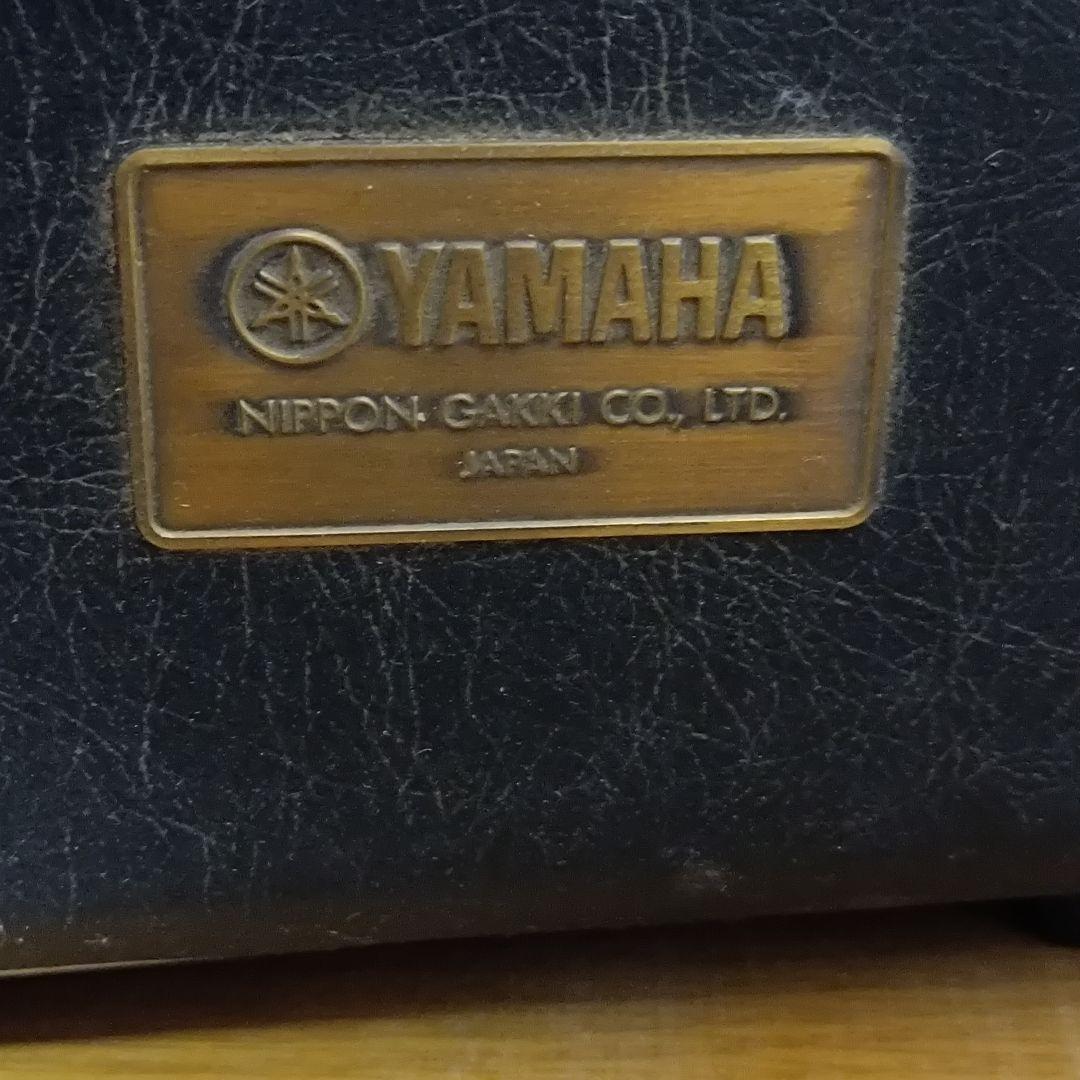 YAMAHA
NIPPON GAKKI CO., LTD.
JAPAN